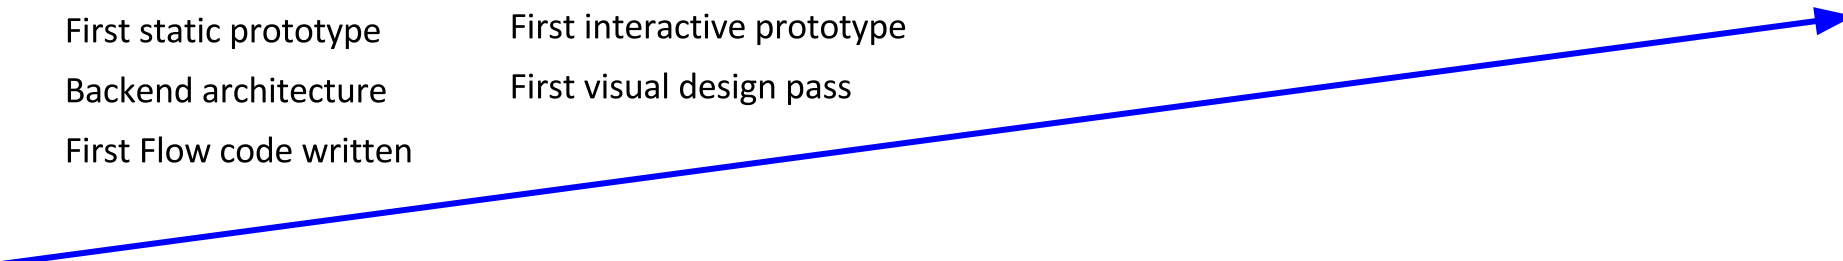 First static prototype
Backend architecture
First Flow code written
First interactive prototype
First visual design pass